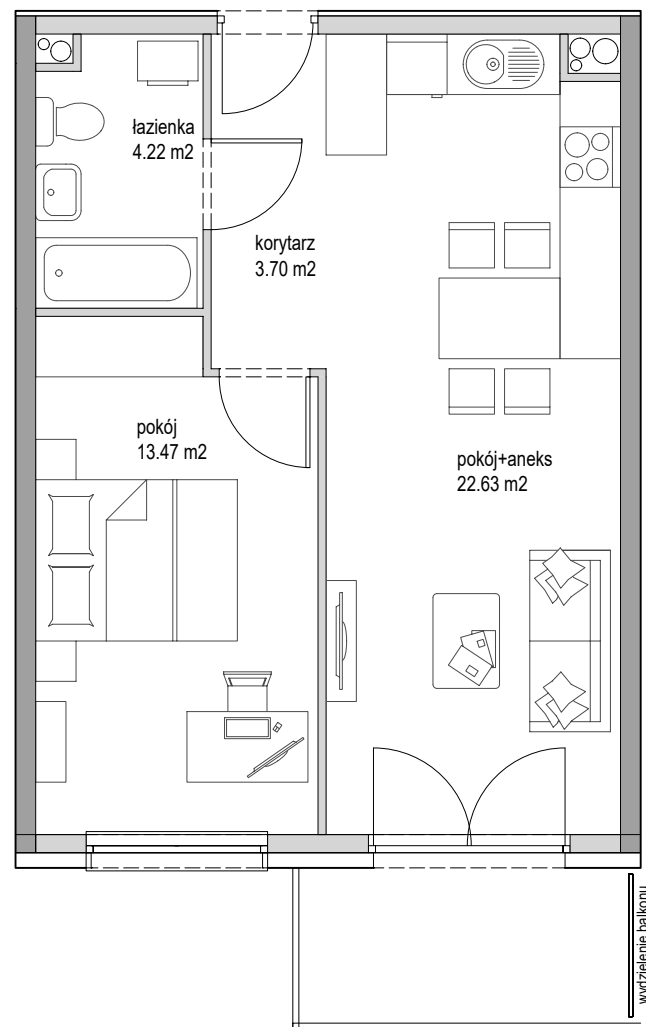 łazienka
4.22 m2
korytarz
3.70 m2
pokój
13.47 m2
pokój+aneks
22.63 m2
wydzielenie balkonu